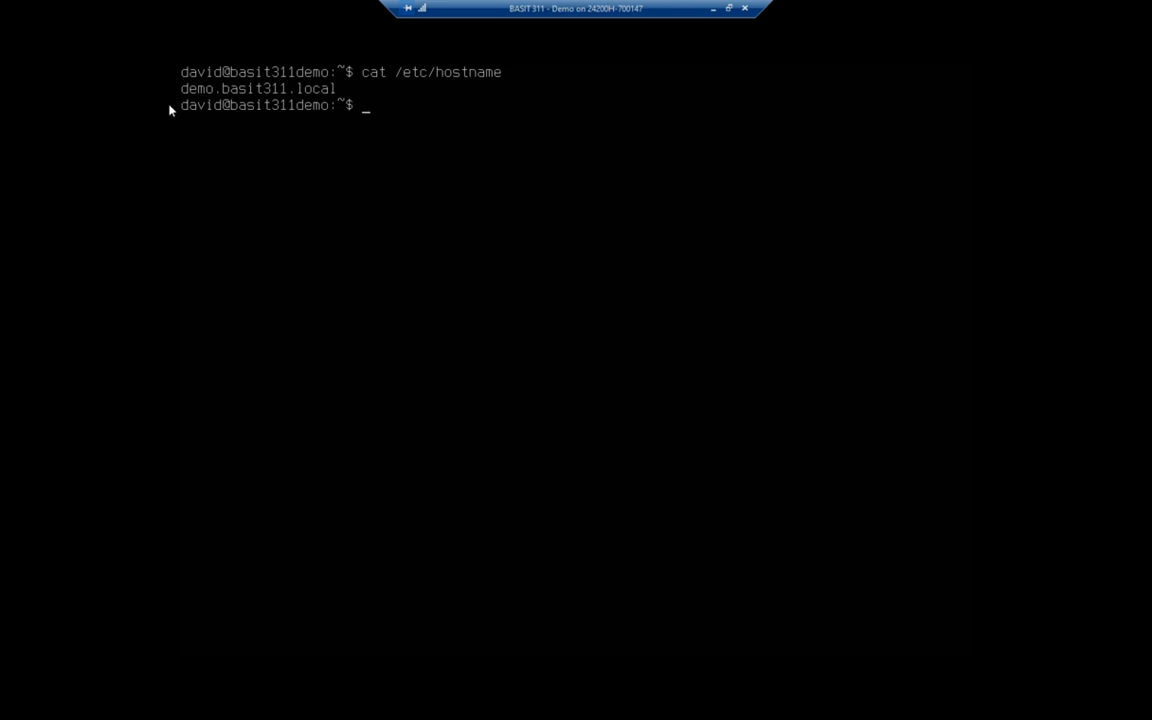 BASIT 311 - Demo on 24200H-700147
david@basit311demo:~$ cat /etc/hostname
demo.basit311.local
david@basit311demo:~$ _